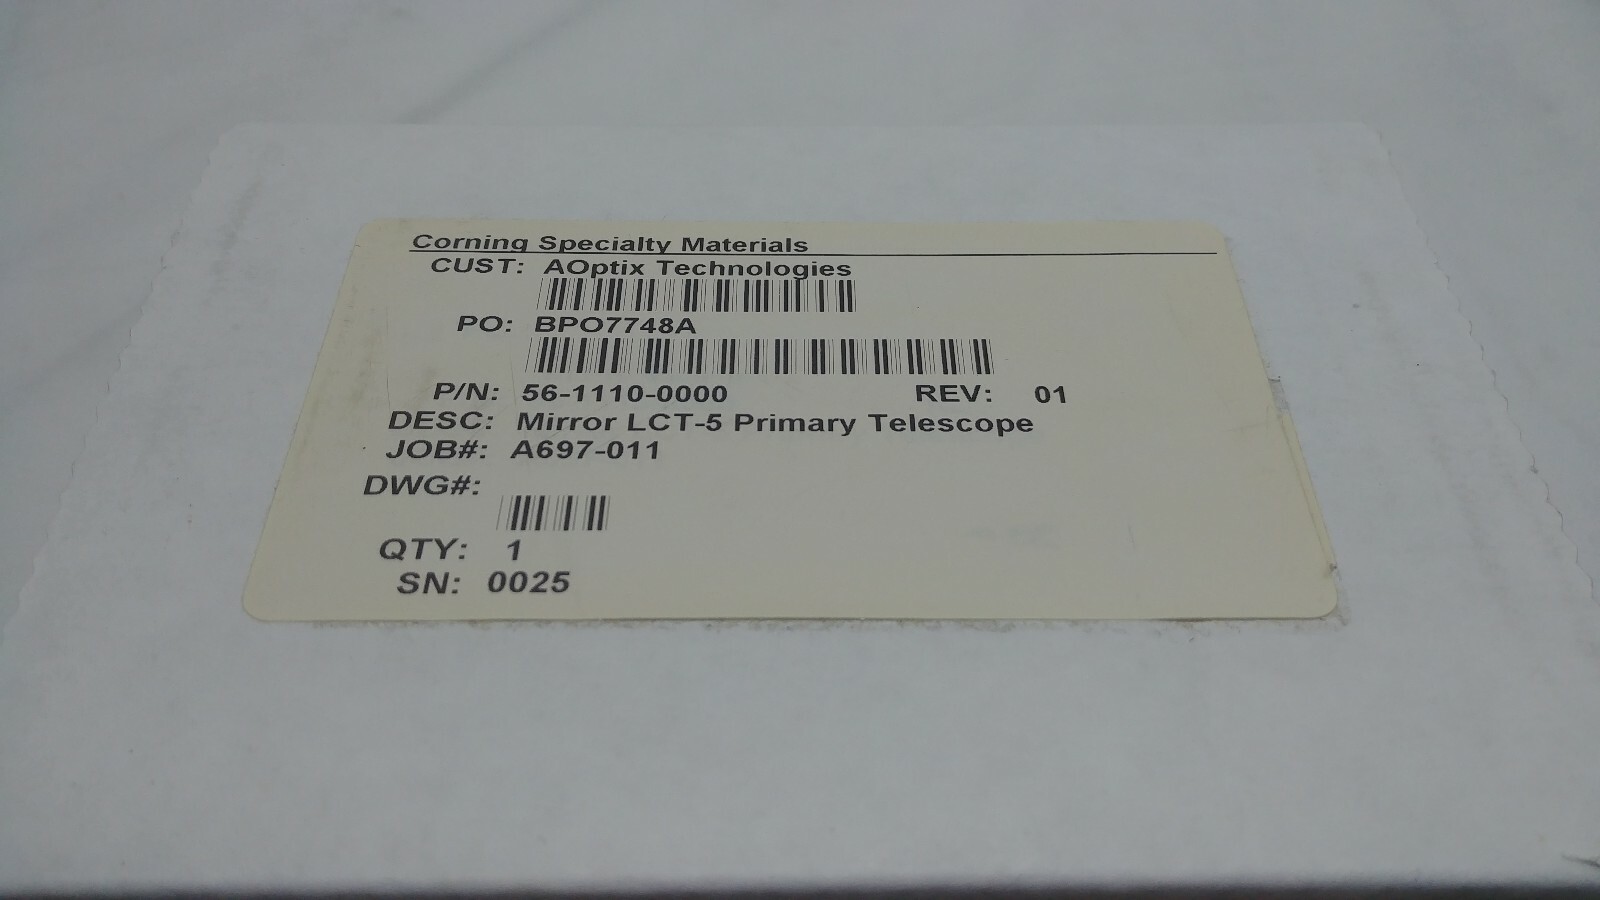 Corning Specialty Materials
CUST: AOptix Technologies
PO: BPO7748A
P/N: 56-1110-0000 REV: 01
DESC: Mirror LCT-5 Primary Telescope
JOB#: A697-011
DWG#:
QTY: 1
SN: 0025